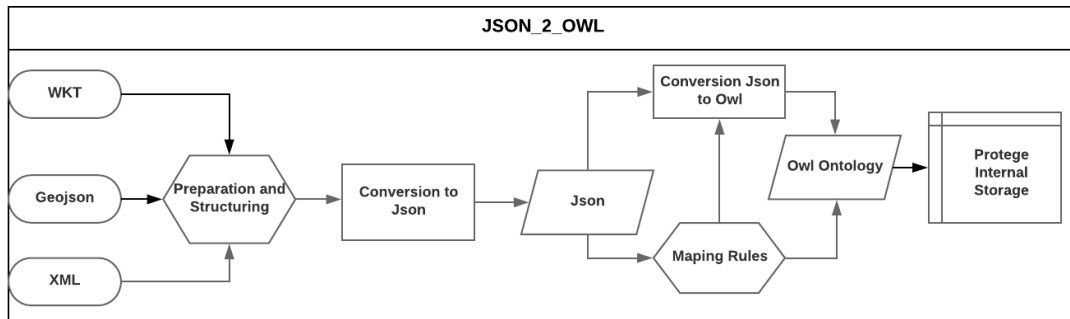 JSON_2_OWL
WKT
Geojson
XML
Preparation and
Structuring
Conversion to
Json
Json
Conversion Json
to Owl
Maping Rules
Owl Ontology
Protege
Internal
Storage